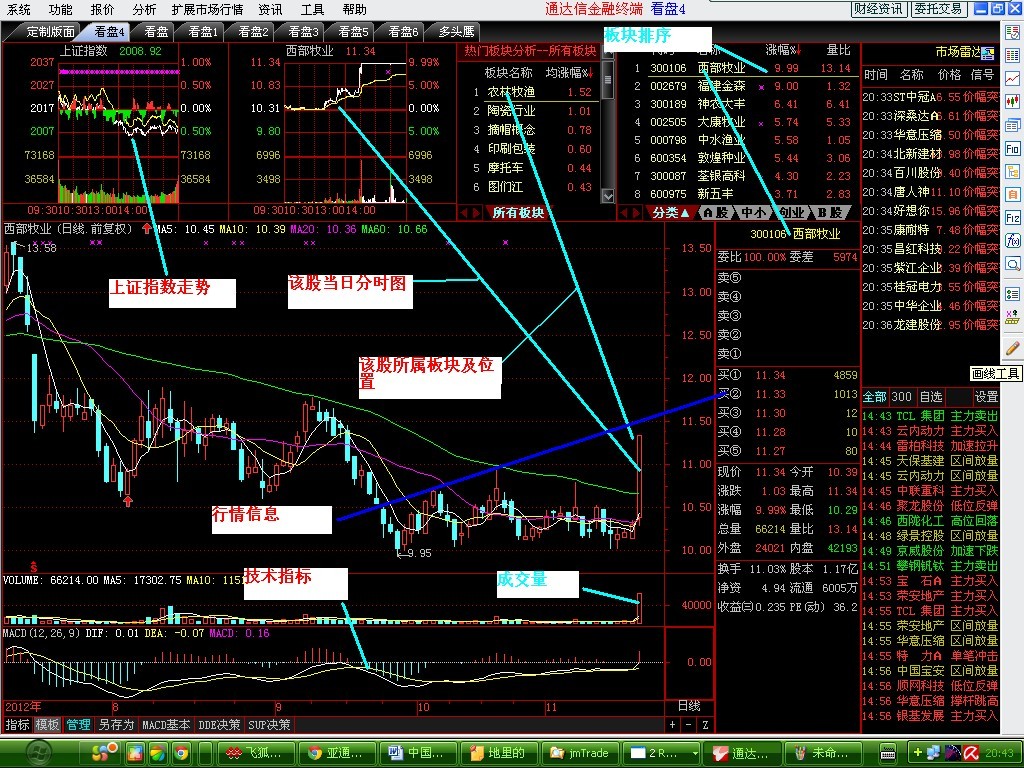 系统 功能 报价 分析 扩展市场行情 资讯 工具 帮助 通达信金融终端 看盘4 财经资讯 委托交易
定制版面 看盘4 看盘 看盘1 看盘2 看盘3 看盘5 看盘6 多头鹰
上证指数 2008.92
2037 1.00%
2027 0.50%
2017 0.00%
2007 0.50%
73168 73168
36584 36584
09:30 10:30 13:00 14:00
西部牧业 11.34
11.34 9.99%
10.83 5.00%
10.31 0.00%
9.80 5.00%
6996 6996
3498 3498
09:30 10:30 13:00 14:00
热门板块分析--所有板块
板块名称 均涨幅%↓
1 农林牧渔 1.52
2 陶瓷行业 1.01
3 摘帽概念 0.78
4 印刷包装 0.60
5 摩托车 0.44
6 图们江 0.43
所有板块
板块排序
涨幅%↓ 量比
1 300106 西部牧业 9.99 13.14
2 002679 福建金森 9.00 1.32
3 300189 神农大丰 6.41 6.41
4 002505 大康牧业 5.74 5.33
5 000798 中水渔业 5.58 1.05
6 600354 敦煌种业 5.44 3.06
7 300087 荃银高科 4.30 2.23
8 600975 新五丰 3.71 2.83
分类▲ A股 中小 创业 B股
市场雷达
时间 名称 价格 信号
20:33 ST中冠A 6.55 价幅突
20:33 深桑达A 6.61 价幅突
20:33 华意压缩 6.50 价幅突
20:34 北新建材 .98 价幅突
20:34 百川股份 .40 价幅突
20:34 唐人神 11.10 价幅突
20:34 好想你 15.96 价幅突
20:35 康耐特 7.48 价幅突
20:35 昌红科技 .22 价幅突
20:35 紫江企业 .39 价幅突
20:35 桂冠电力 .55 价幅突
20:35 中华企业 .46 价幅突
20:36 龙建股份 .95 价幅突
画线工具
西部牧业(日线.前复权) MA5: 10.45 MA10: 10.39 MA20: 10.36 MA60: 10.66
13.58
上证指数走势
该股当日分时图
该股所属板块及位置
行情信息
技术指标
成交量
9.95
13.50
13.00
12.50
12.00
11.50
11.00
10.50
10.00
300106 西部牧业
委比 100.00% 委差 5974
卖⑤
卖④
卖③
卖②
卖①
买① 11.34 4859
买② 11.33 1013
买③ 11.30 12
买④ 11.28 10
买⑤ 11.27 80
现价 11.34 今开 10.39
涨跌 1.03 最高 11.34
涨幅 9.99% 最低 10.29
总量 66214 量比 13.14
外盘 24021 内盘 42193
换手 11.03% 股本 1.17亿
净资 4.94 流通 6005万
收益㈢ 0.235 PE(动) 36.2
全部 300 自选 设置
14:43 TCL 集团 主力卖出
14:43 云内动力 主力买入
14:44 雷柏科技 加速拉升
14:45 天保基建 区间放量
14:45 云内动力 区间放量
14:45 中联重科 主力买入
14:46 聚龙股份 低位反弹
14:46 西陇化工 高位回落
14:48 绿景控股 区间放量
14:49 京威股份 加速下跌
14:51 攀钢钒钛 主力卖出
14:53 宝 石A 主力买入
14:53 荣安地产 主力买入
14:55 TCL 集团 主力买入
14:55 荣安地产 区间放量
14:55 华意压缩 区间放量
14:55 特 力A 单笔冲击
14:56 中国宝安 区间放量
14:56 顺网科技 低位反弹
14:56 华意压缩 撑杆跳高
14:56 银基发展 主力买入
VOLUME: 66214.00 MA5: 17302.75 MA10: 1151
40000
MACD(12,26,9) DIF: 0.01 DEA: -0.07 MACD: 0.16
0.00
2012年 8 9 10 11 日线
指标 模板 管理 另存为 MACD基本 DDE决策 SUP决策 + - Z
飞狐... 亚通... 中国... 地里的 jmTrade 2 R... 通达... 未命... 20:43